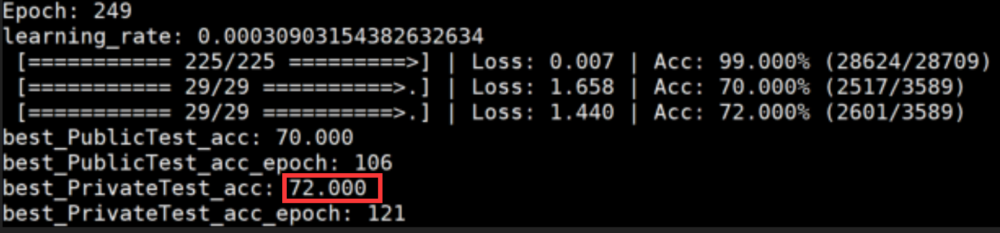 Epoch: 249
learning_rate: 0.00030903154382632634
[=========== 225/225 =========>] | Loss: 0.007 | Acc: 99.000% (28624/28709)
[=========== 29/29 ==========>.] | Loss: 1.658 | Acc: 70.000% (2517/3589)
[=========== 29/29 ==========>.] | Loss: 1.440 | Acc: 72.000% (2601/3589)
best_PublicTest_acc: 70.000
best_PublicTest_acc_epoch: 106
best_PrivateTest_acc: 72.000
best_PrivateTest_acc_epoch: 121